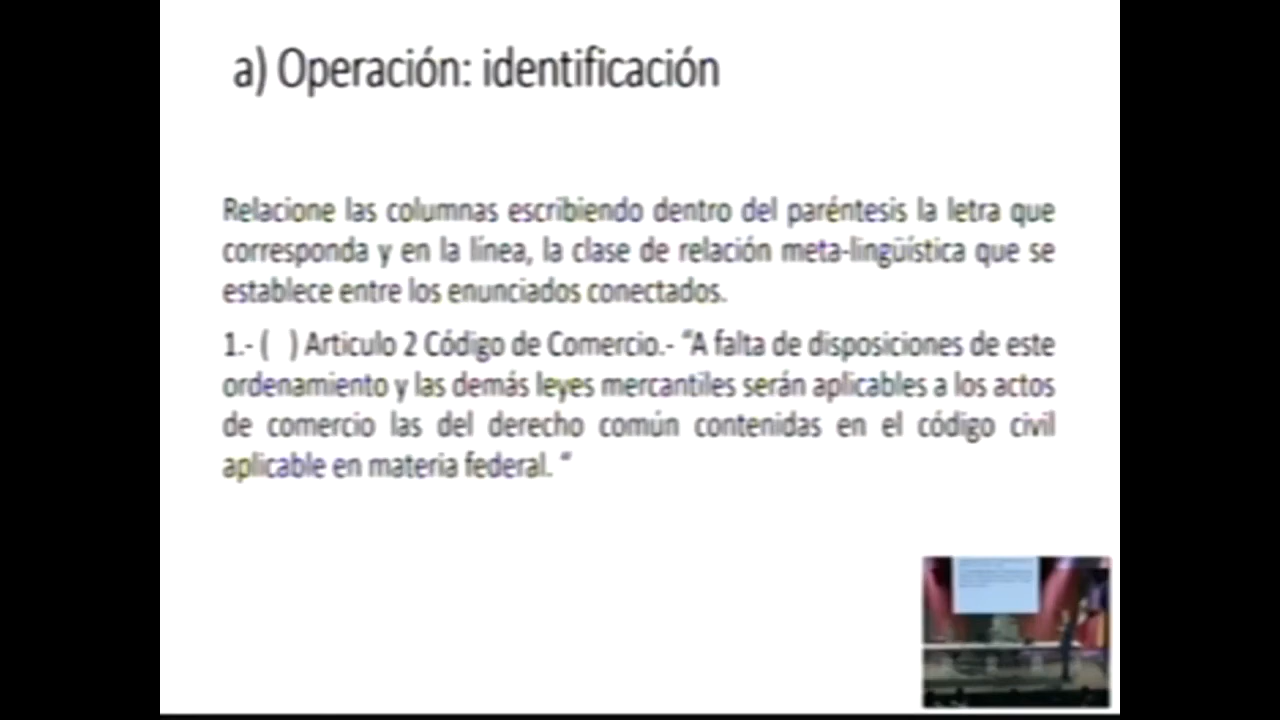 a) Operación: identificación
Relacione las columnas escribiendo dentro del paréntesis la letra que
corresponda y en la línea, la clase de relación meta-lingüística que se
establece entre los enunciados conectados.
1.- ( ) Articulo 2 Código de Comercio.- “A falta de disposiciones de este
ordenamiento y las demás leyes mercantiles serán aplicables a los actos
de comercio las del derecho común contenidas en el código civil
aplicable en materia federal. “